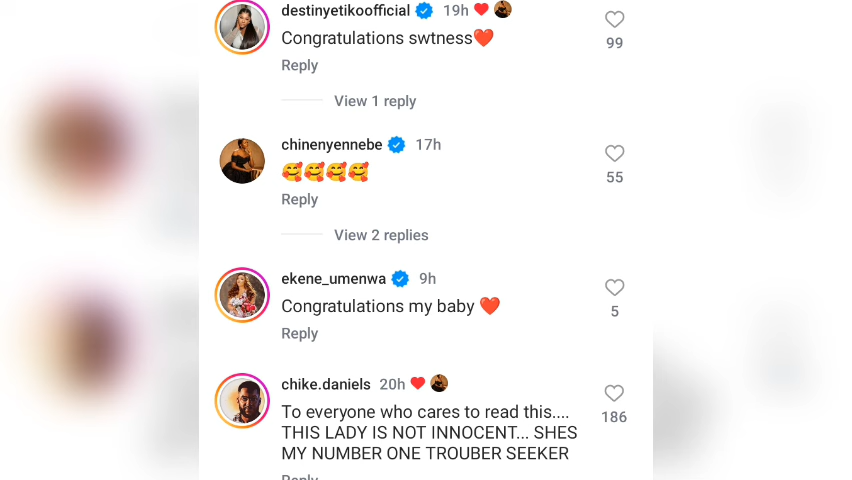 destinyetikoofficial 19h
Congratulations swtness❤️
99
Reply
View 1 reply
chinenyennebe 17h
🥰🥰🥰🥰
55
Reply
View 2 replies
ekene_umenwa 9h
Congratulations my baby ❤️
5
Reply
chike.daniels 20h
To everyone who cares to read this....
186
THIS LADY IS NOT INNOCENT... SHES
MY NUMBER ONE TROUBER SEEKER
Reply